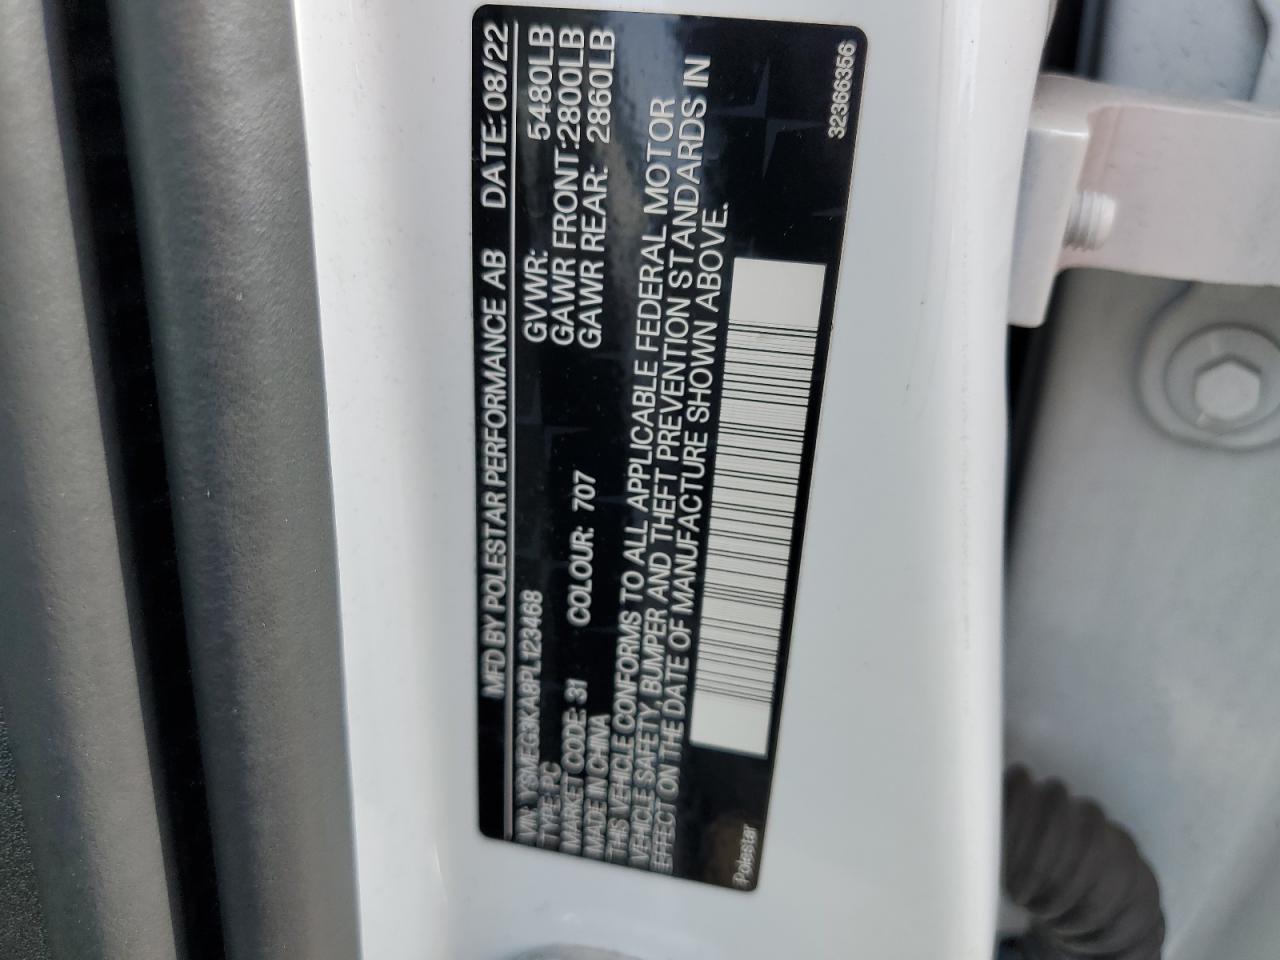 MFD BY POLESTAR PERFORMANCE AB DATE: 08/22
VIN: YSMEG3KA8PL123468 GVWR: 5480LB
TYPE: PC GAWR FRONT: 2800LB
MARKET CODE: 31 COLOUR: 707 GAWR REAR: 2860LB
MADE IN CHINA
THIS VEHICLE CONFORMS TO ALL APPLICABLE FEDERAL MOTOR
VEHICLE SAFETY, BUMPER AND THEFT PREVENTION STANDARDS IN
EFFECT ON THE DATE OF MANUFACTURE SHOWN ABOVE.
Polestar 32366356